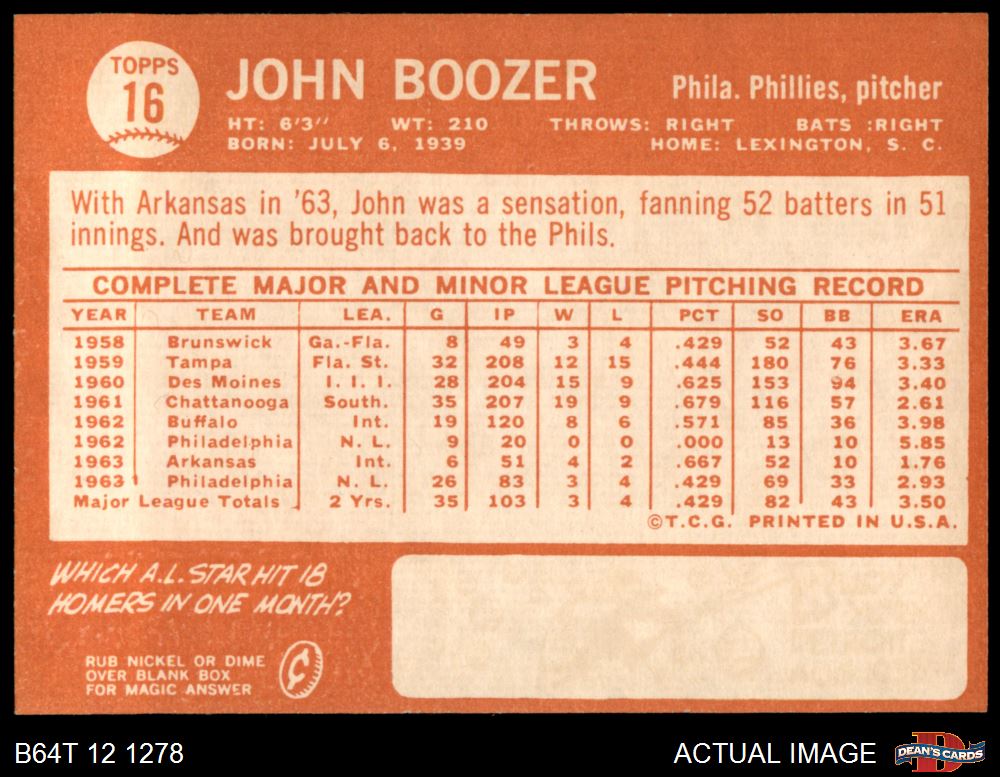 TOPPS
16
JOHN BOOZER
Phila. Phillies, pitcher
HT: 6'3" WT: 210 THROWS: RIGHT BATS :RIGHT
BORN: JULY 6, 1939 HOME: LEXINGTON, S. C.
With Arkansas in '63, John was a sensation, fanning 52 batters in 51
innings. And was brought back to the Phils.
COMPLETE MAJOR AND MINOR LEAGUE PITCHING RECORD
YEAR TEAM LEA. G IP W L PCT SO BB ERA
1958 Brunswick Ga.-Fla. 8 49 3 4 .429 52 43 3.67
1959 Tampa Fla. St. 32 208 12 15 .444 180 76 3.33
1960 Des Moines I. I. I. 28 204 15 9 .625 153 94 3.40
1961 Chattanooga South. 35 207 19 9 .679 116 57 2.61
1962 Buffalo Int. 19 120 8 6 .571 85 36 3.98
1962 Philadelphia N. L. 9 20 0 0 .000 13 10 5.85
1963 Arkansas Int. 6 51 4 2 .667 52 10 1.76
1963 Philadelphia N. L. 26 83 3 4 .429 69 33 2.93
Major League Totals 2 Yrs. 35 103 3 4 .429 82 43 3.50
©T.C.G. PRINTED IN U.S.A.
WHICH A.L. STAR HIT 18
HOMERS IN ONE MONTH?
RUB NICKEL OR DIME
OVER BLANK BOX
FOR MAGIC ANSWER
¢
B64T 12 1278
ACTUAL IMAGE
D
DEAN'S CARDS